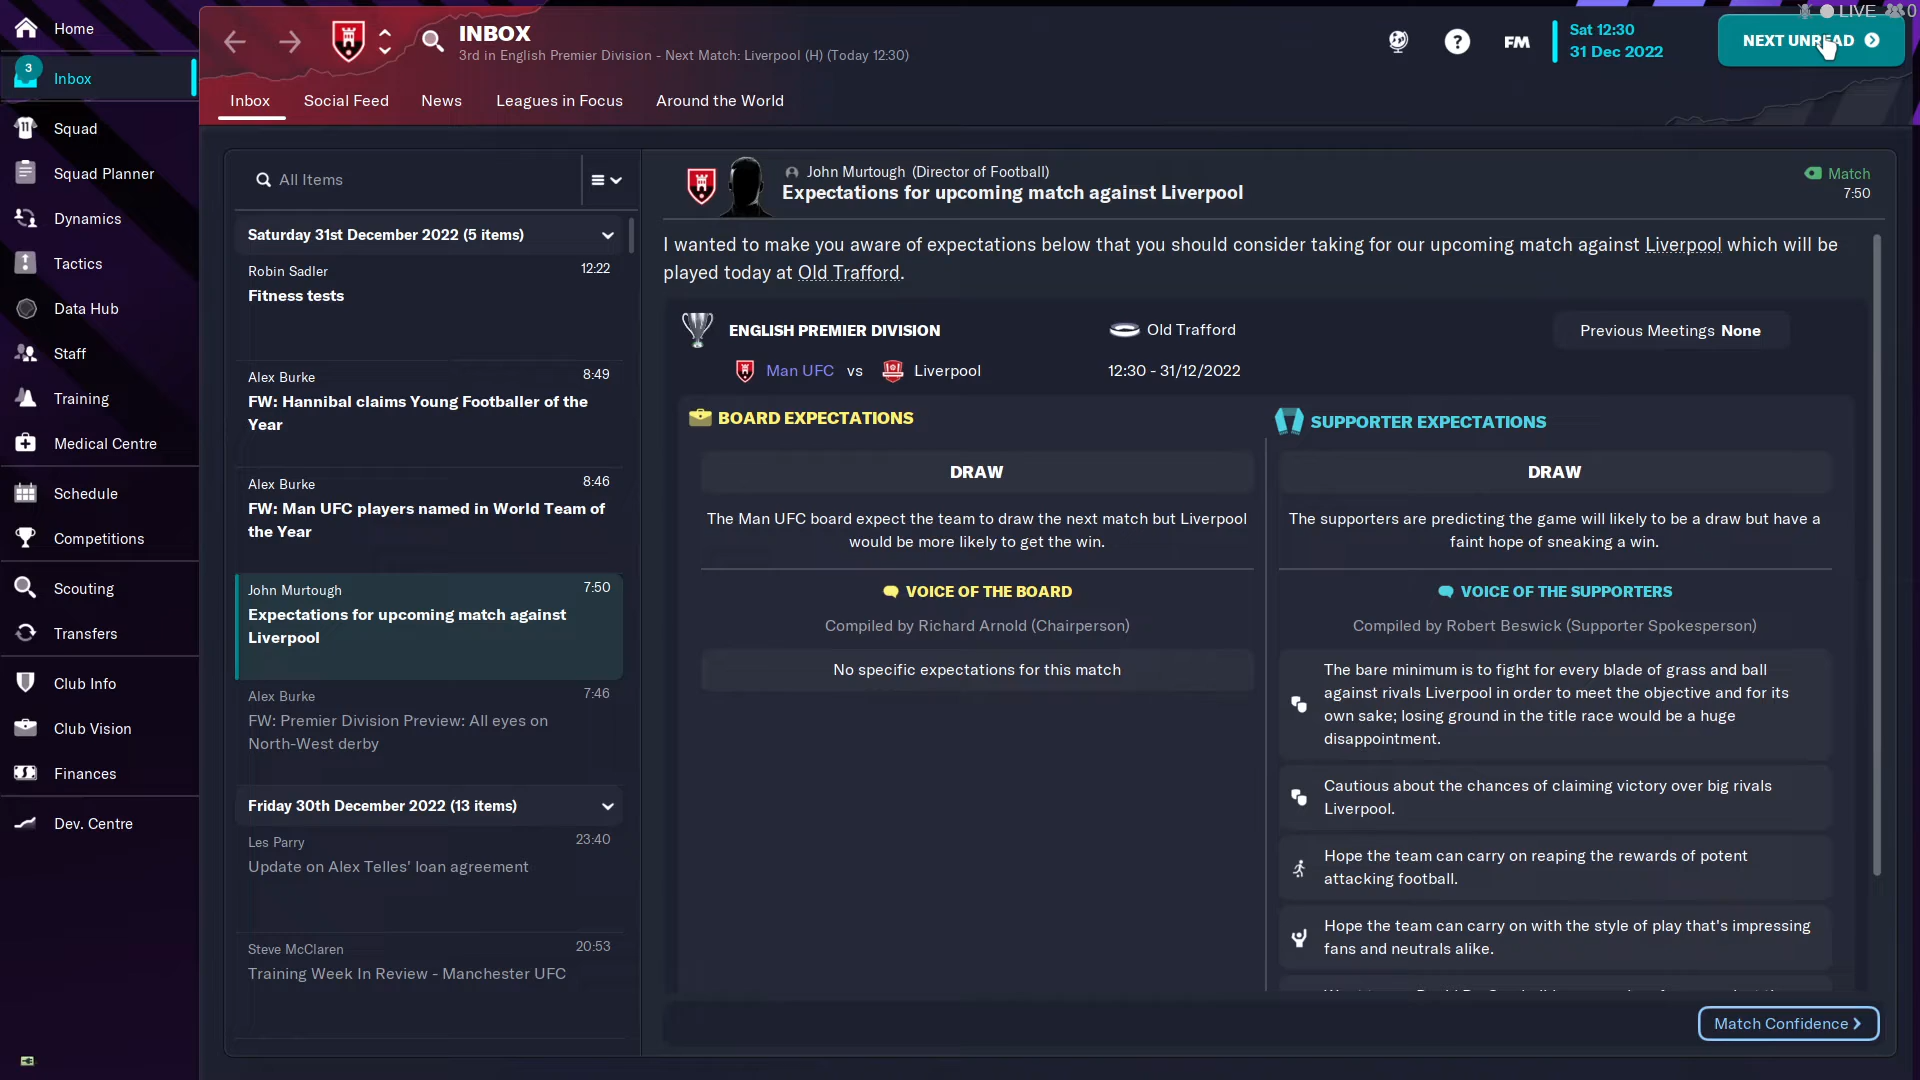 Home
3
Inbox
Squad
Squad Planner
Dynamics
Tactics
Data Hub
Staff
Training
Medical Centre
Schedule
Competitions
Scouting
Transfers
Club Info
Club Vision
Finances
Dev. Centre
INBOX
3rd in English Premier Division - Next Match: Liverpool (H) (Today 12:30)
?
FM
Sat 12:30
31 Dec 2022
LIVE 0
NEXT UNREAD
Inbox
Social Feed
News
Leagues in Focus
Around the World
All Items
Saturday 31st December 2022 (5 items)
Robin Sadler 12:22
Fitness tests
Alex Burke 8:49
FW: Hannibal claims Young Footballer of the
Year
Alex Burke 8:46
FW: Man UFC players named in World Team of
the Year
John Murtough 7:50
Expectations for upcoming match against
Liverpool
Alex Burke 7:46
FW: Premier Division Preview: All eyes on
North-West derby
Friday 30th December 2022 (13 items)
Les Parry 23:40
Update on Alex Telles' loan agreement
Steve McClaren 20:53
Training Week In Review - Manchester UFC
John Murtough (Director of Football)
Expectations for upcoming match against Liverpool
Match
7:50
I wanted to make you aware of expectations below that you should consider taking for our upcoming match against Liverpool which will be
played today at Old Trafford.
ENGLISH PREMIER DIVISION
Old Trafford
Previous Meetings None
Man UFC vs Liverpool
12:30 - 31/12/2022
BOARD EXPECTATIONS
DRAW
The Man UFC board expect the team to draw the next match but Liverpool
would be more likely to get the win.
VOICE OF THE BOARD
Compiled by Richard Arnold (Chairperson)
No specific expectations for this match
SUPPORTER EXPECTATIONS
DRAW
The supporters are predicting the game will likely to be a draw but have a
faint hope of sneaking a win.
VOICE OF THE SUPPORTERS
Compiled by Robert Beswick (Supporter Spokesperson)
The bare minimum is to fight for every blade of grass and ball
against rivals Liverpool in order to meet the objective and for its
own sake; losing ground in the title race would be a huge
disappointment.
Cautious about the chances of claiming victory over big rivals
Liverpool.
Hope the team can carry on reaping the rewards of potent
attacking football.
Hope the team can carry on with the style of play that's impressing
fans and neutrals alike.
Match Confidence